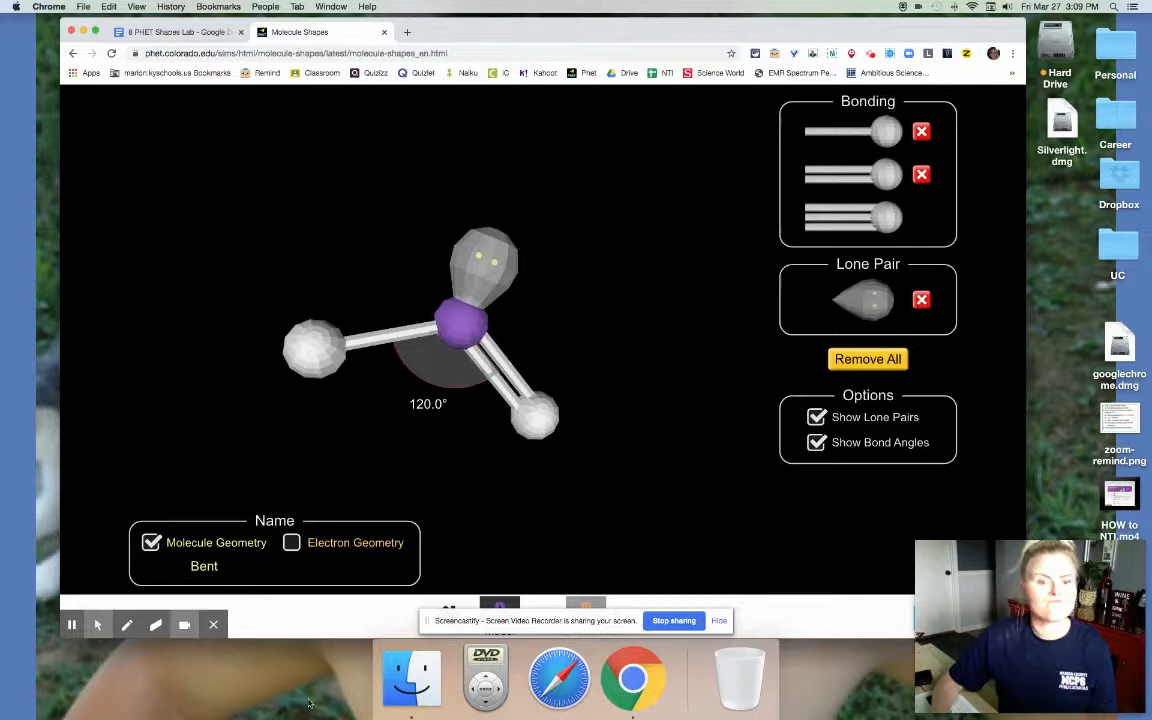 Chrome File Edit View History Bookmarks People Tab Window Help
Fri Mar 27 3:09 PM
8 PHET Shapes Lab - Google D
Molecule Shapes
phet.colorado.edu/sims/html/molecule-shapes/latest/molecule-shapes_en.html
Apps marion.kyschools.us Bookmarks Remind Classroom Quizizz Quizlet Naiku iC Kahoot Phet Drive NTI Science World EMR Spectrum Pe... Ambitious Science... »
Bonding
Lone Pair
Remove All
Options
Show Lone Pairs
Show Bond Angles
120.0°
Name
Molecule Geometry
Electron Geometry
Bent
Screencastify - Screen Video Recorder is sharing your screen.
Stop sharing
Hide
DVD
Hard
Drive
Personal
Silverlight.
dmg
Career
Dropbox
UC
googlechro
me.dmg
zoom-
remind.png
HOW to
NTI.mp4
WINE
MCPS